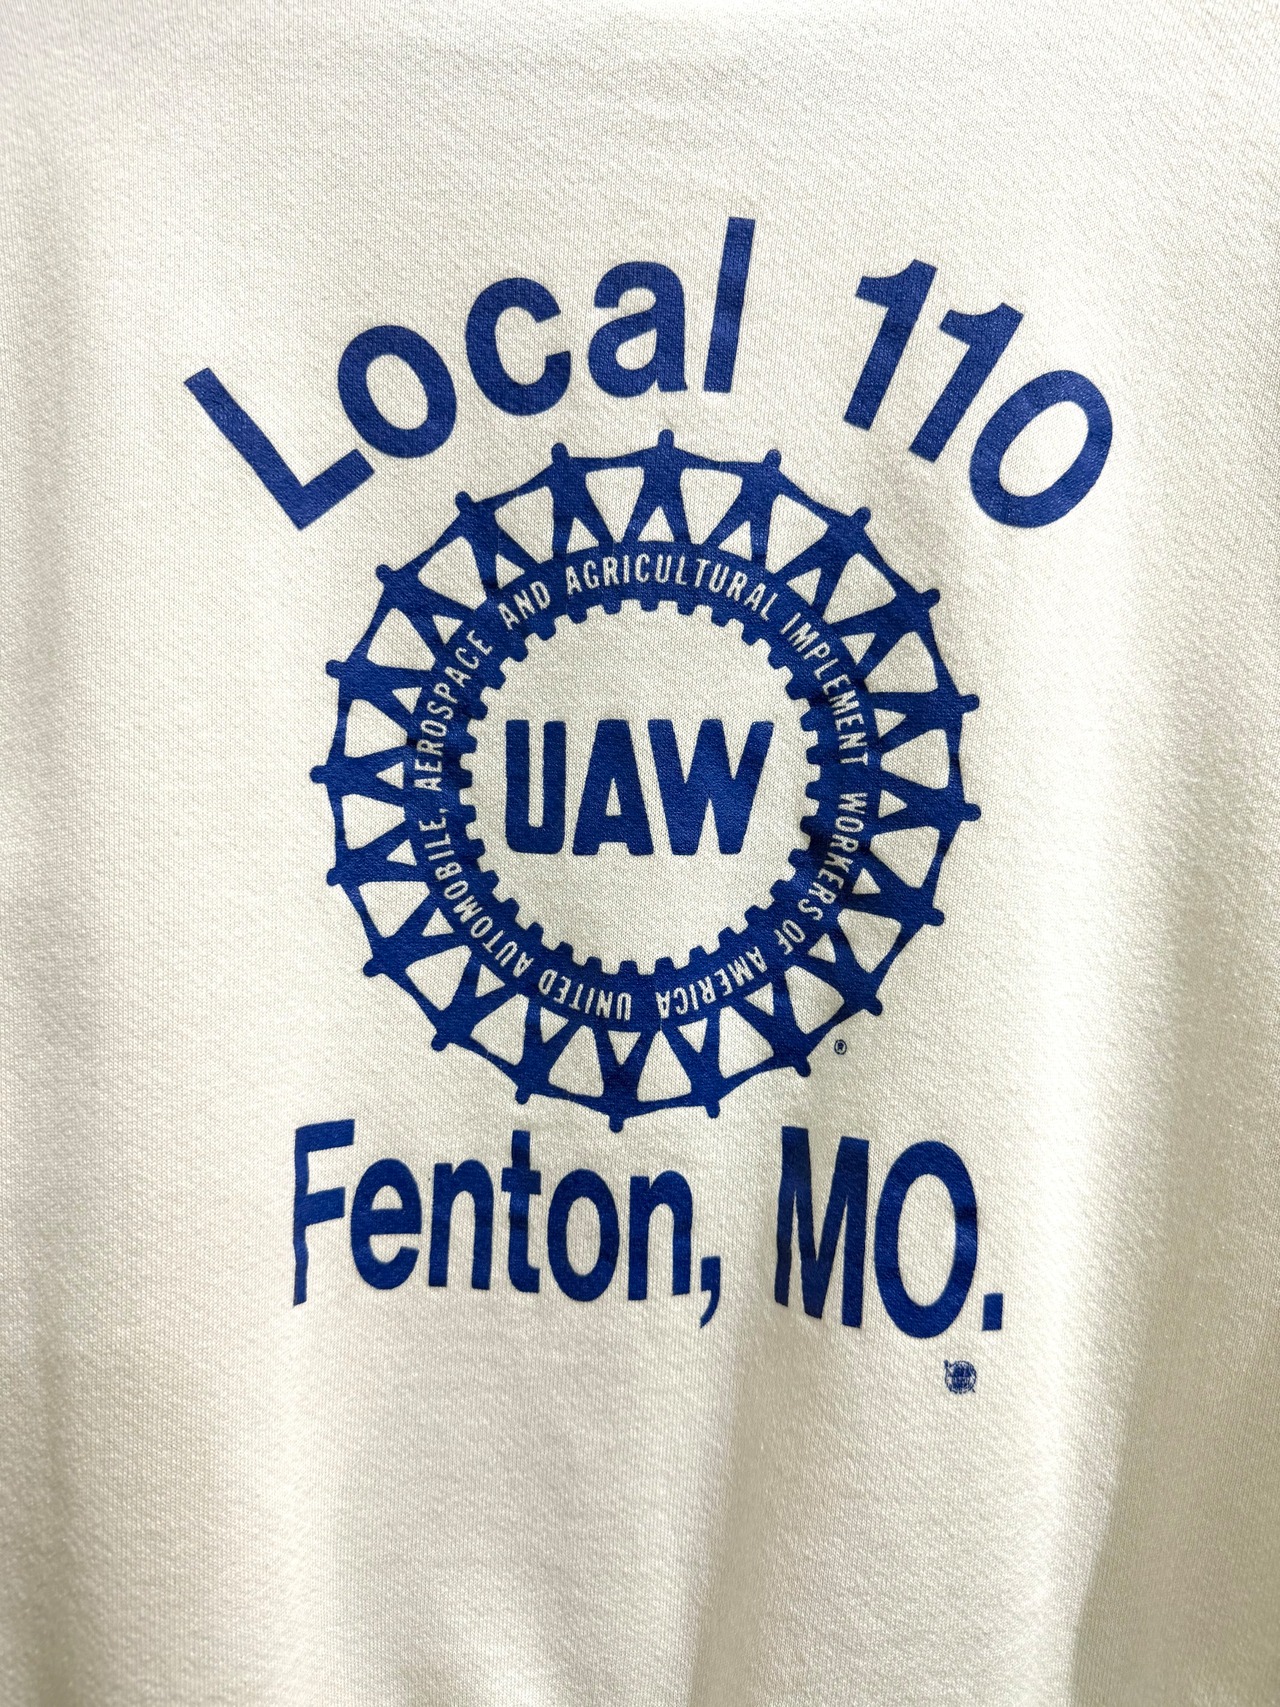 Local 110
UNITED AUTOMOBILE, AEROSPACE AND AGRICULTURAL IMPLEMENT WORKERS OF AMERICA
UAW
®
Fenton, MO.